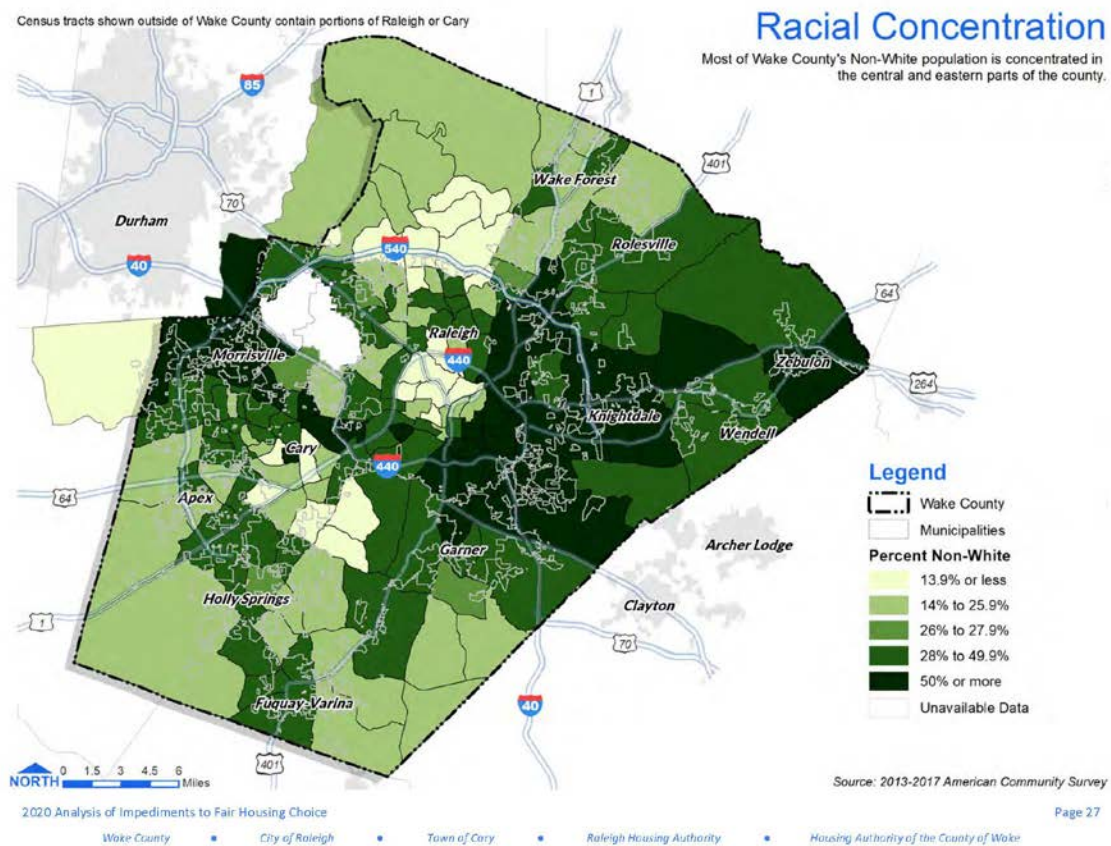 Census tracts shown outside of Wake County contain portions of Raleigh or Cary
Racial Concentration
Most of Wake County's Non-White population is concentrated in
the central and eastern parts of the county.
85
1
401
Wake Forest
70
Durham
Rolesville
540
40
64
Raleigh
Morrisville
440
Zebulon
264
Knightdale
Wendell
Cary
440
64
Apex
Garner
Archer Lodge
Holly Springs
Clayton
1
70
Fuquay-Varina
40
401
Legend
Wake County
Municipalities
Percent Non-White
13.9% or less
14% to 25.9%
26% to 27.9%
28% to 49.9%
50% or more
Unavailable Data
NORTH
0 1.5 3 4.5 6
Miles
Source: 2013-2017 American Community Survey
2020 Analysis of Impediments to Fair Housing Choice
Page 27
Wake County • City of Raleigh • Town of Cary • Raleigh Housing Authority • Housing Authority of the County of Wake